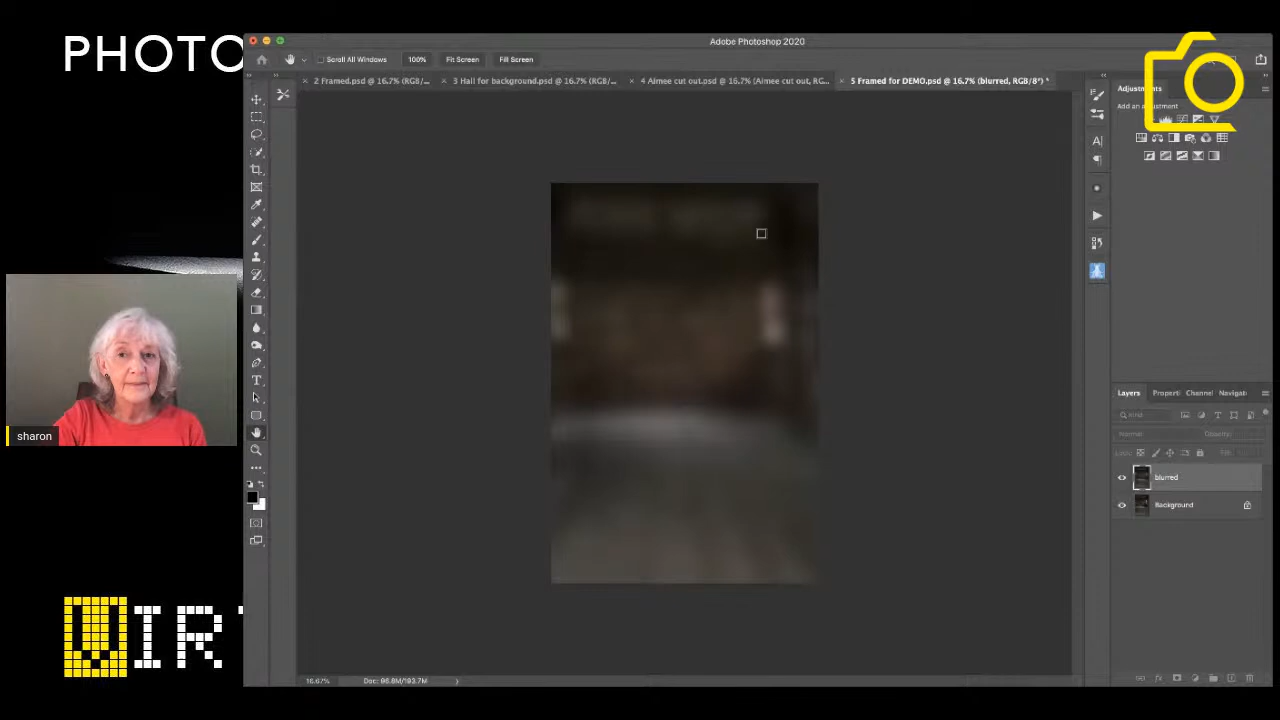 PHOTO
Adobe Photoshop 2020
Scroll All Windows
100%
Fit Screen
Fill Screen
2 Framed.psd @ 16.7% (RGB/...
3 Hall for background.psd @ 16.7% (RGB/...
4 Aimee cut out.psd @ 16.7% (Aimee cut out, RG...
5 Framed for DEMO.psd @ 16.7% (blurred, RGB/8*) *
Adjustments
Add an adjustment
Layers
Properti
Channel
Navigati
Kind
Normal
Opacity:
Lock:
Fill:
blurred
Background
sharon
VIRT
16.67%
Doc: 96.8M/193.7M